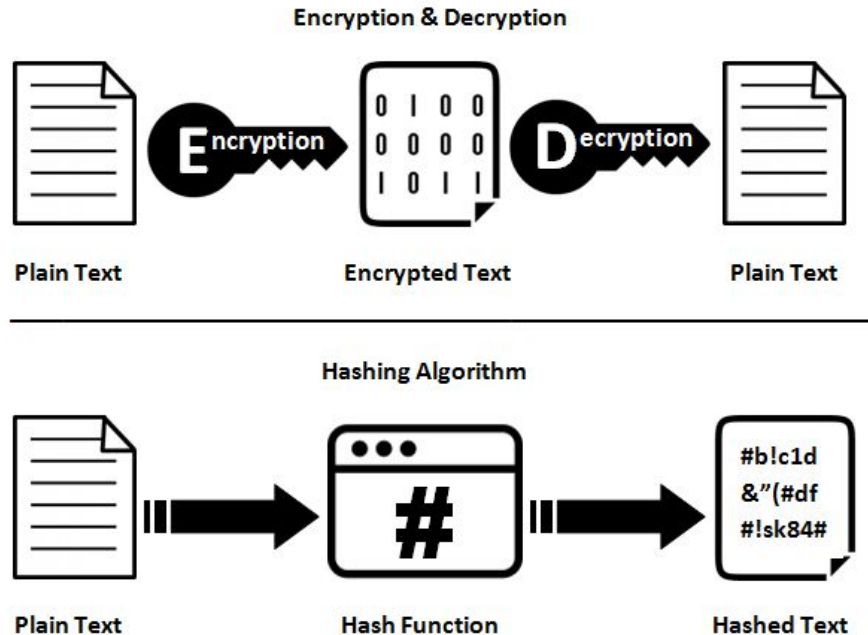 Encryption & Decryption
Encryption
0 1 0 0
0 0 0 0
1 0 1 1
Decryption
Plain Text
Encrypted Text
Plain Text
Hashing Algorithm
#
#b!c1d
&”(#df
#!sk84#
Plain Text
Hash Function
Hashed Text